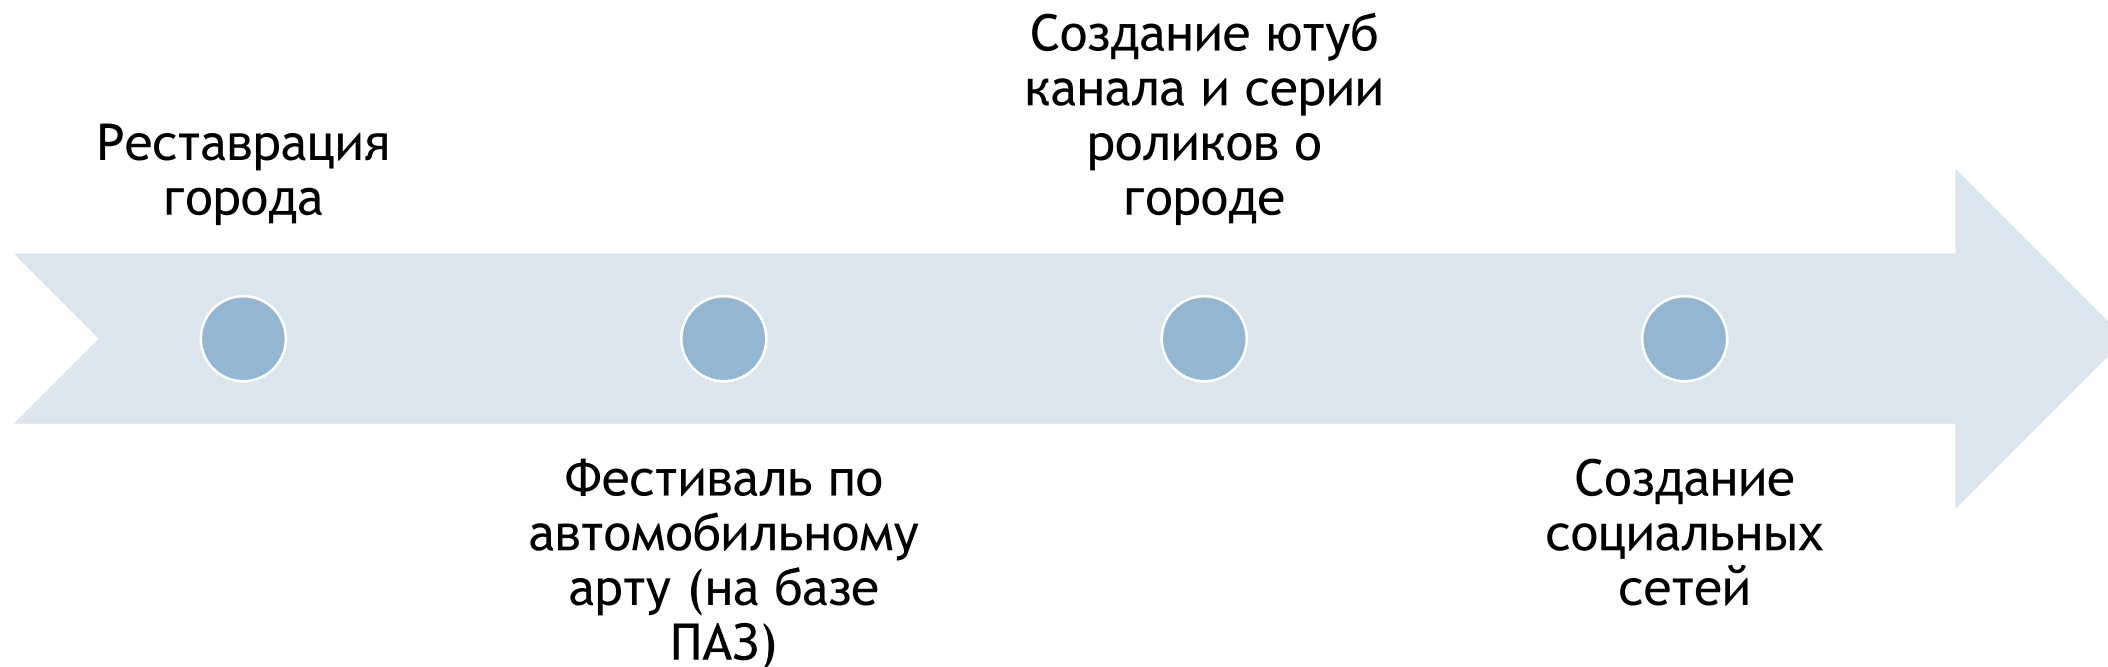 Реставрация
города
Фестиваль по
автомобильному
арту (на базе
ПАЗ)
Создание ютуб
канала и серии
роликов о
городе
Создание
социальных
сетей